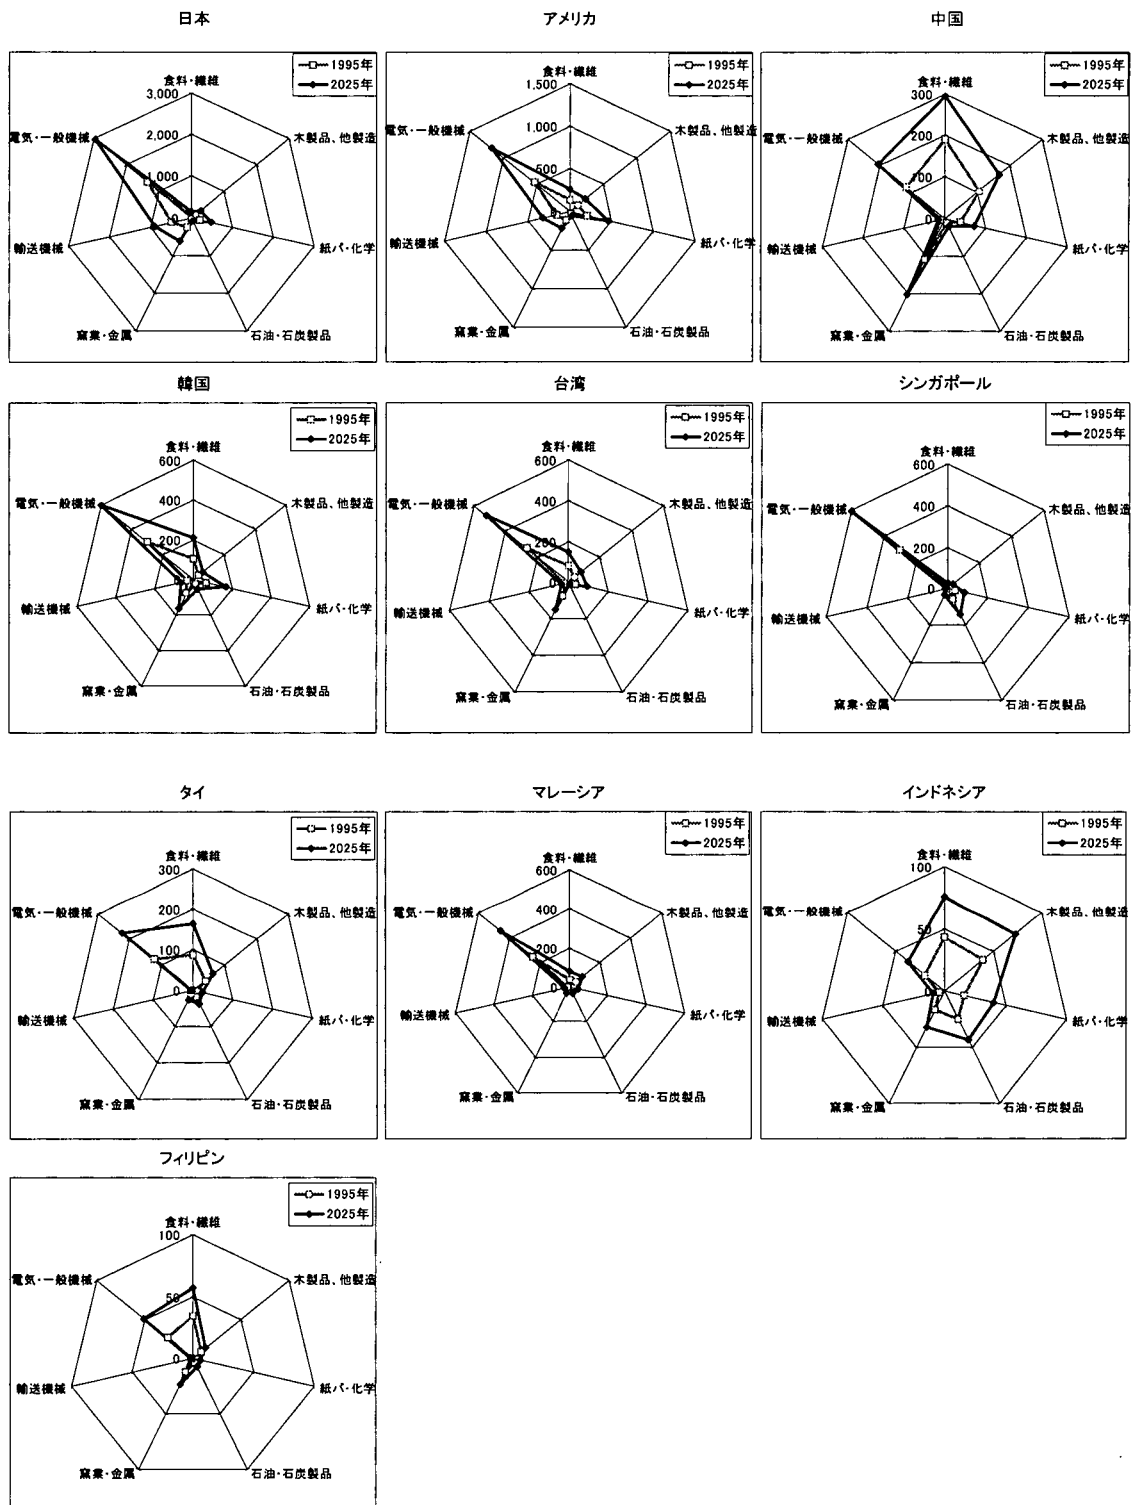 日本
1995年
2025年
食料・繊維
3,000
2,000
1,000
0
木製品、他製造
紙パ・化学
石油・石炭製品
窯業・金属
輸送機械
電気・一般機械
アメリカ
1995年
2025年
食料・繊維
1,500
1,000
500
0
木製品、他製造
紙パ・化学
石油・石炭製品
窯業・金属
輸送機械
電気・一般機械
中国
1995年
2025年
食料・繊維
300
200
100
0
木製品、他製造
紙パ・化学
石油・石炭製品
窯業・金属
輸送機械
電気・一般機械
韓国
1995年
2025年
食料・繊維
600
400
200
0
木製品、他製造
紙パ・化学
石油・石炭製品
窯業・金属
輸送機械
電気・一般機械
台湾
1995年
2025年
食料・繊維
600
400
200
0
木製品、他製造
紙パ・化学
石油・石炭製品
窯業・金属
輸送機械
電気・一般機械
シンガポール
1995年
2025年
食料・繊維
600
400
200
0
木製品、他製造
紙パ・化学
石油・石炭製品
窯業・金属
輸送機械
電気・一般機械
タイ
1995年
2025年
食料・繊維
300
200
100
0
木製品、他製造
紙パ・化学
石油・石炭製品
窯業・金属
輸送機械
電気・一般機械
マレーシア
1995年
2025年
食料・繊維
600
400
200
0
木製品、他製造
紙パ・化学
石油・石炭製品
窯業・金属
輸送機械
電気・一般機械
インドネシア
1995年
2025年
食料・繊維
100
50
0
木製品、他製造
紙パ・化学
石油・石炭製品
窯業・金属
輸送機械
電気・一般機械
フィリピン
1995年
2025年
食料・繊維
100
50
0
木製品、他製造
紙パ・化学
石油・石炭製品
窯業・金属
輸送機械
電気・一般機械